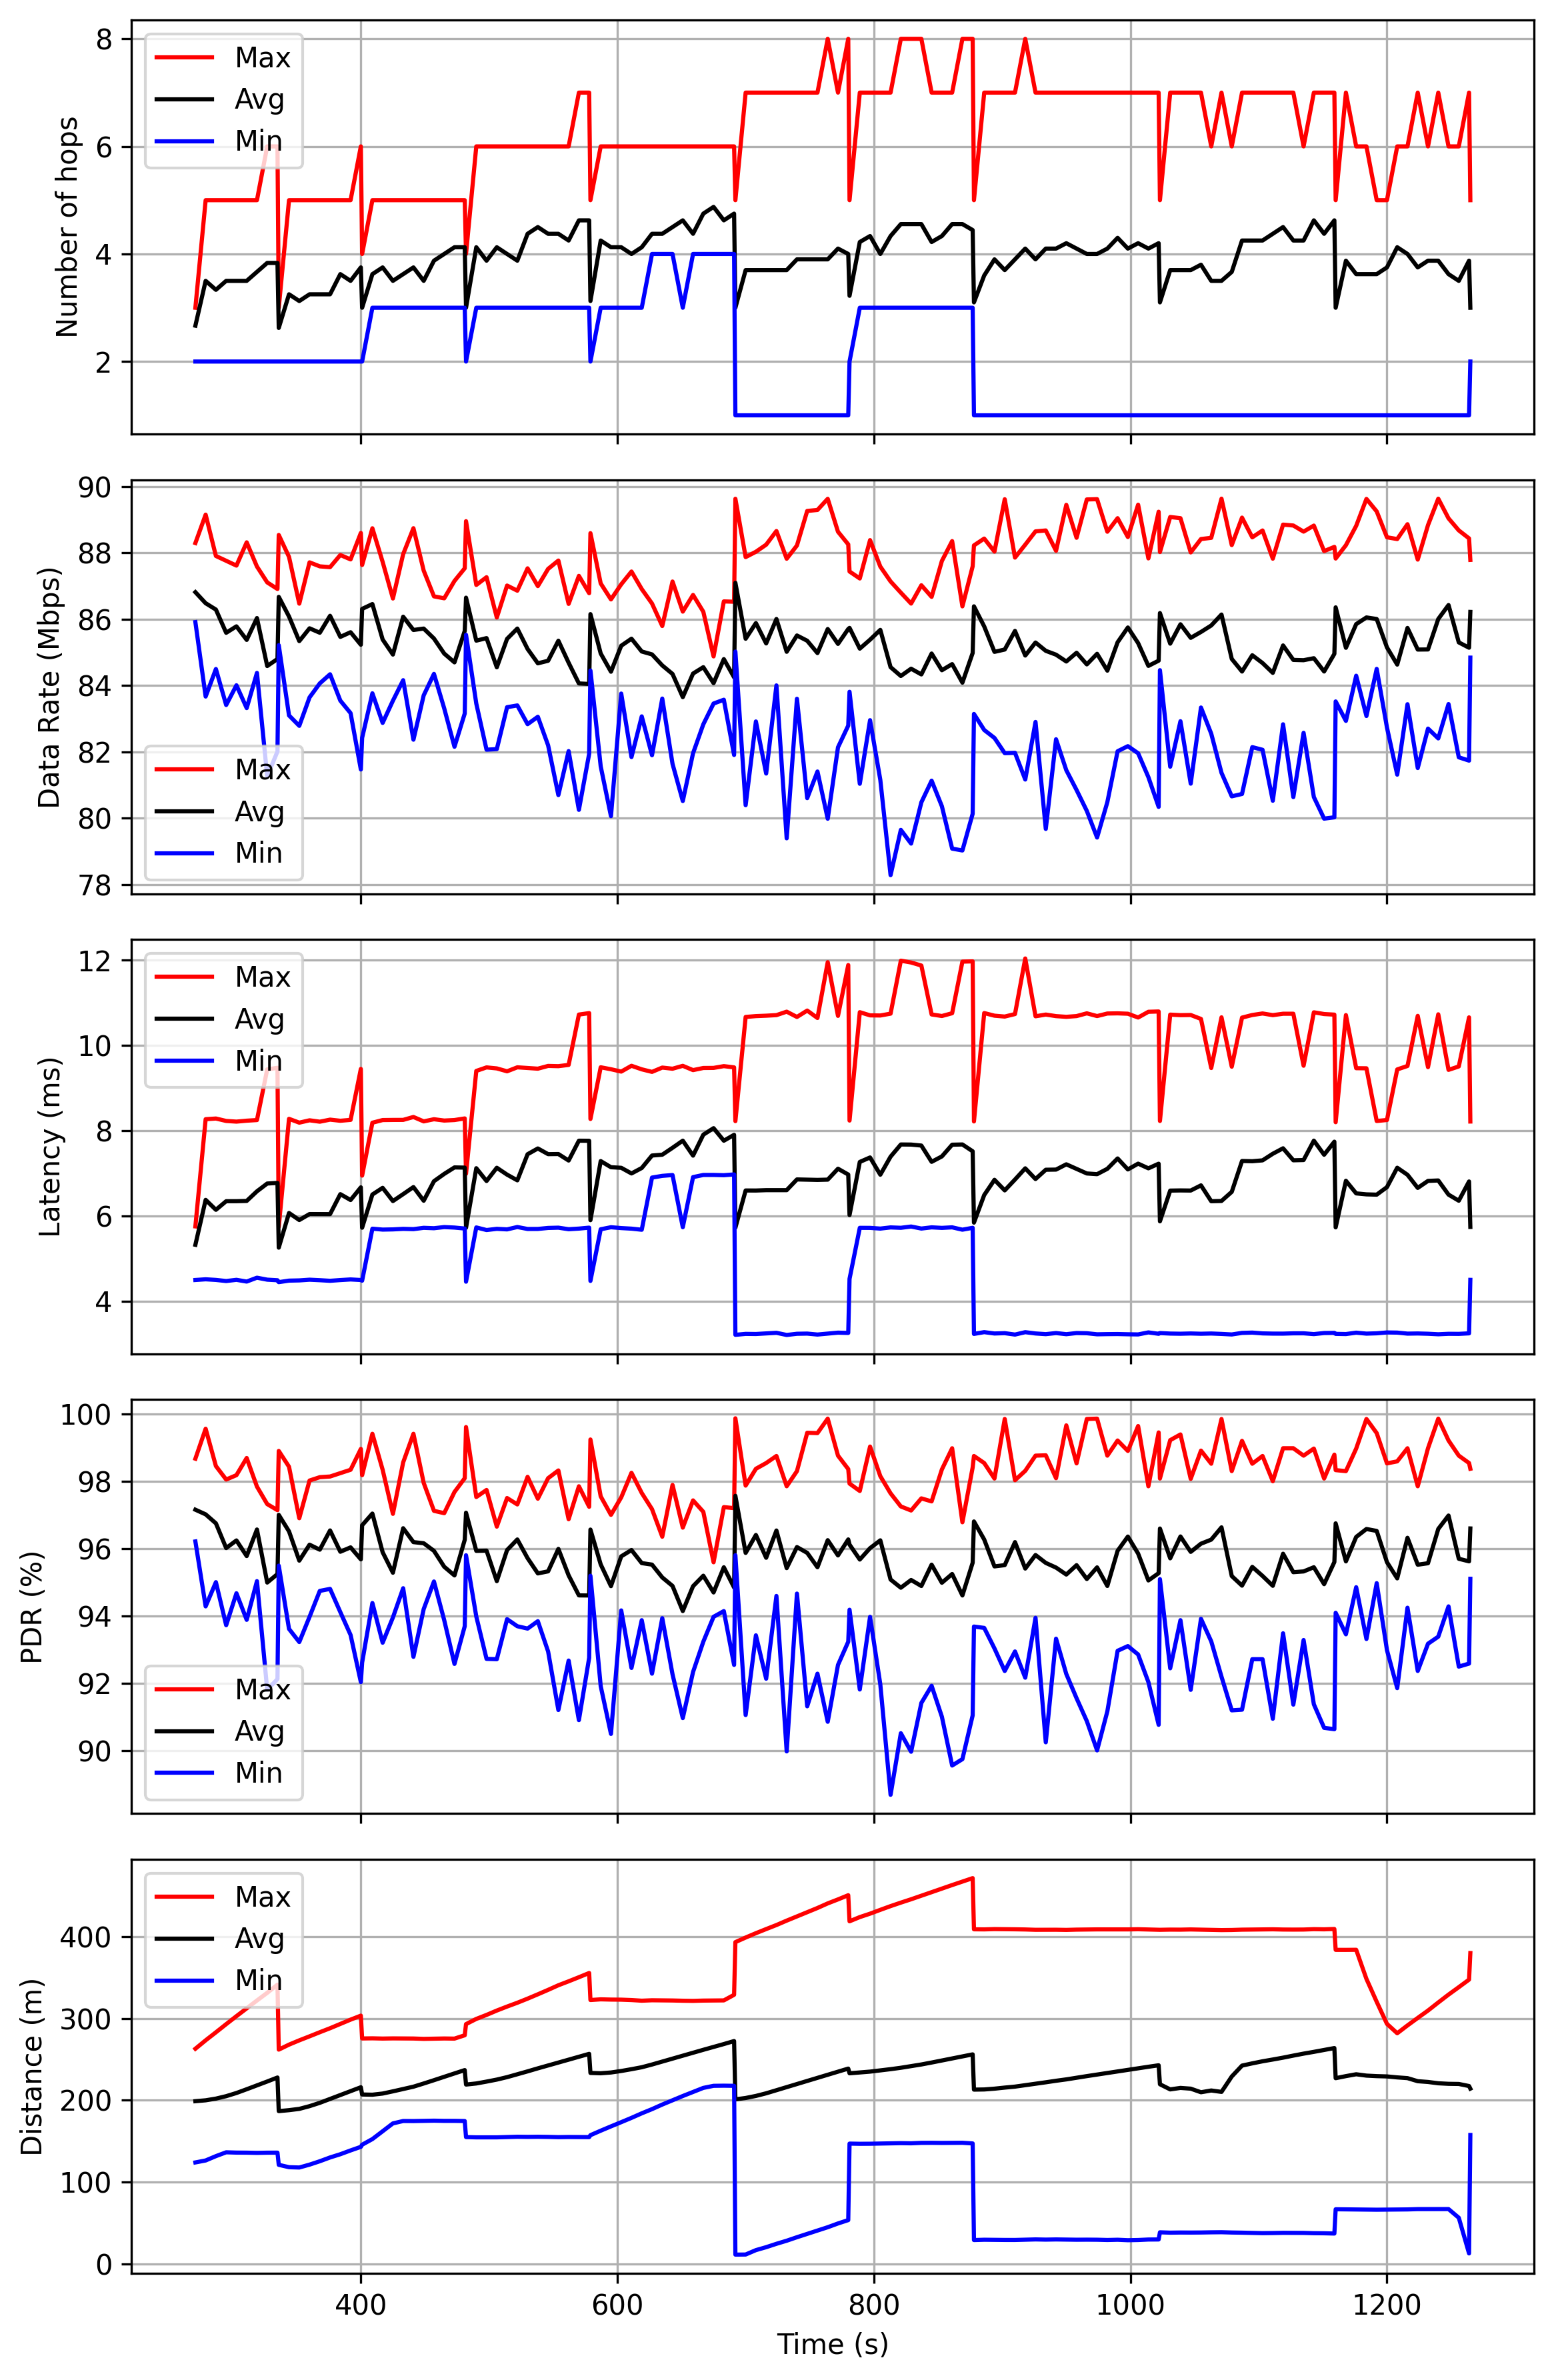 Number of hops
8
6
4
2
Max
Avg
Min
Data Rate (Mbps)
90
88
86
84
82
80
78
Max
Avg
Min
Latency (ms)
12
10
8
6
4
Max
Avg
Min
PDR (%)
100
98
96
94
92
90
Max
Avg
Min
Distance (m)
400
300
200
100
0
Max
Avg
Min
400 600 800 1000 1200
Time (s)